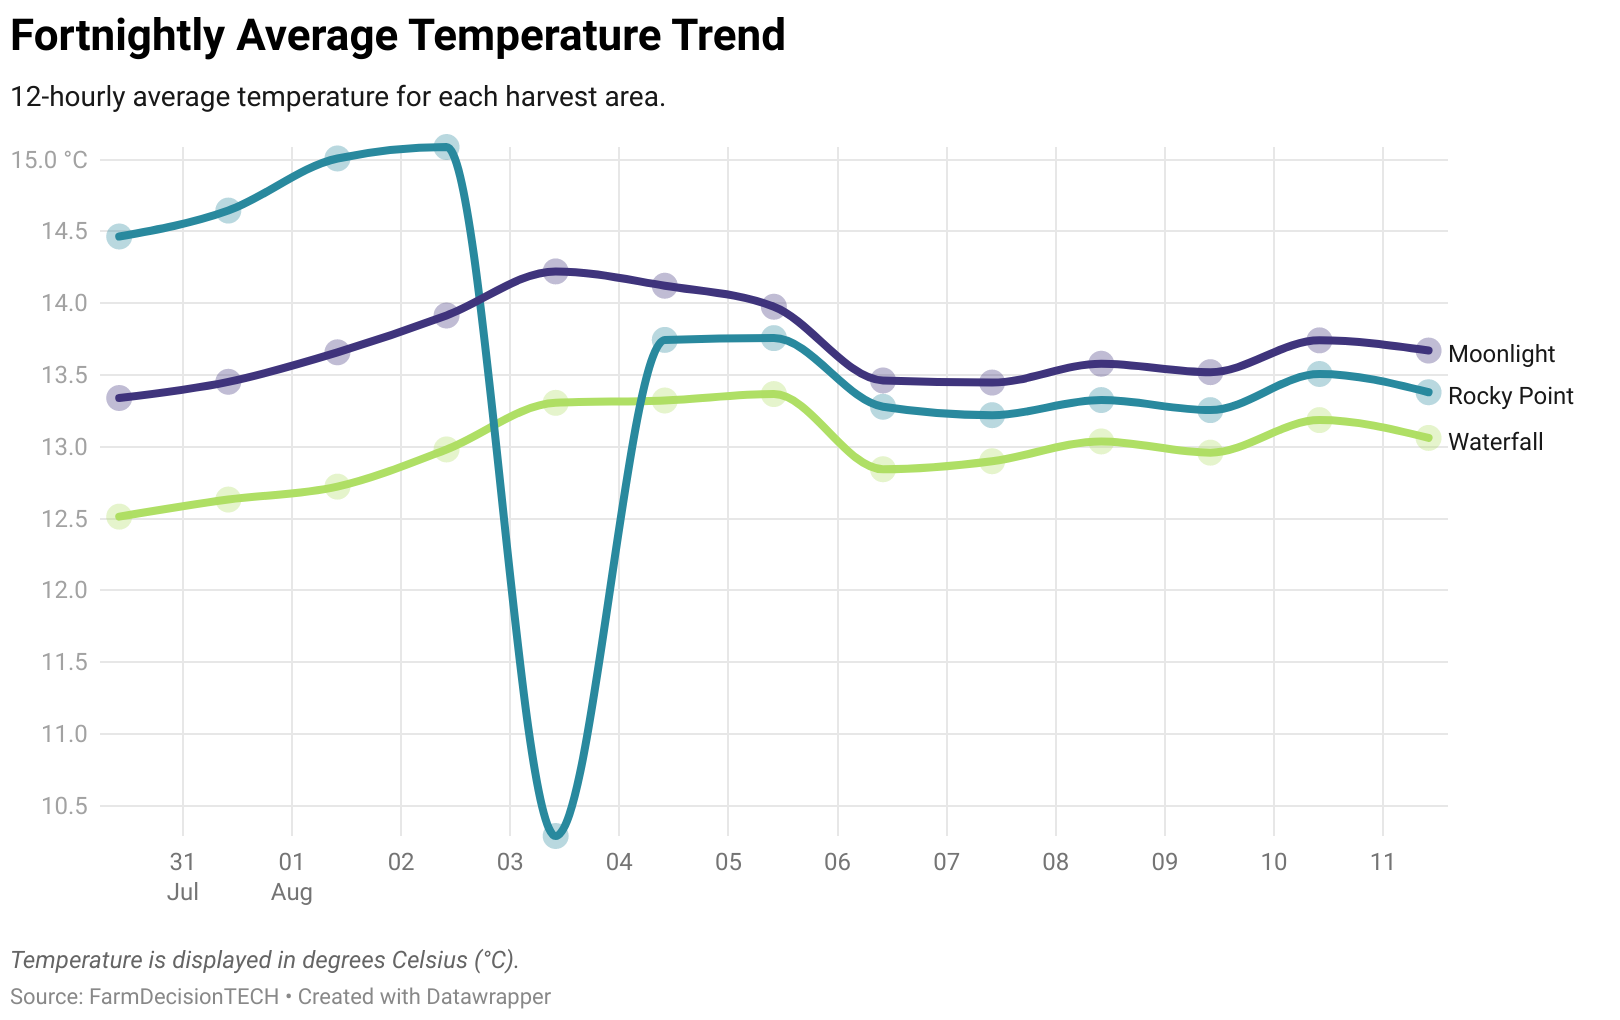 Fortnightly Average Temperature Trend
12-hourly average temperature for each harvest area.
15.0 °C
14.5
14.0
13.5
13.0
12.5
12.0
11.5
11.0
10.5
Moonlight
Rocky Point
Waterfall
31 01 02 03 04 05 06 07 08 09 10 11
Jul Aug
Temperature is displayed in degrees Celsius (°C).
Source: FarmDecisionTECH • Created with Datawrapper